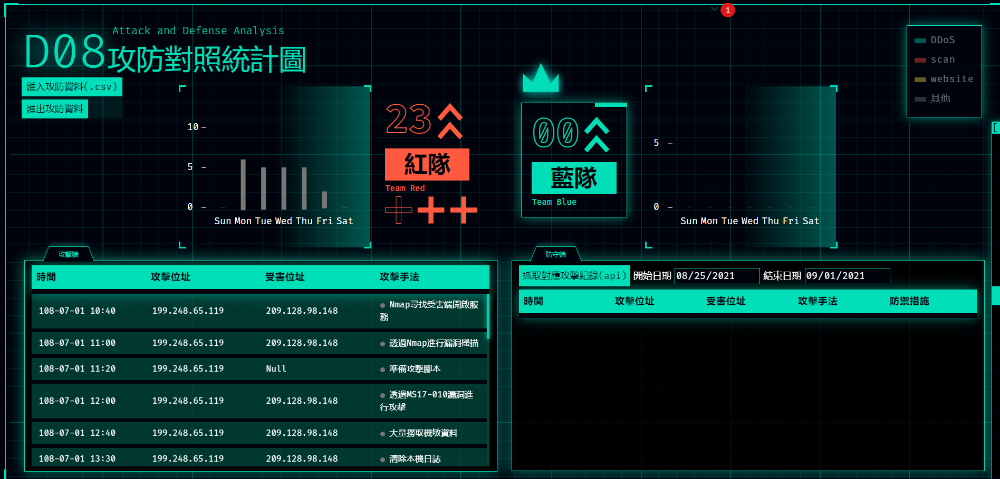 1
Attack and Defense Analysis
D08攻防對照統計圖
匯入攻防資料(.csv)
匯出攻防資料
10
5
0
Sun Mon Tue Wed Thu Fri Sat
23
紅隊
Team Red
00
藍隊
Team Blue
5
0
Sun Mon Tue Wed Thu Fri Sat
DDoS
scan
website
其他
[
攻擊端
時間 攻擊位址 受害位址 攻擊手法
108-07-01 10:40 199.248.65.119 209.128.98.148 Nmap尋找受害端開啟服
務
108-07-01 11:00 199.248.65.119 209.128.98.148 透過Nmap進行漏洞掃描
108-07-01 11:20 199.248.65.119 Null 準備攻擊腳本
108-07-01 12:00 199.248.65.119 209.128.98.148 透過MS17-010漏洞進
行攻擊
108-07-01 12:40 199.248.65.119 209.128.98.148 大量撈取機敏資料
108-07-01 13:30 199.248.65.119 209.128.98.148 清除本機日誌
防守端
抓取對應攻擊紀錄(api) 開始日期 08/25/2021 結束日期 09/01/2021
時間 攻擊位址 受害位址 攻擊手法 防禦措施